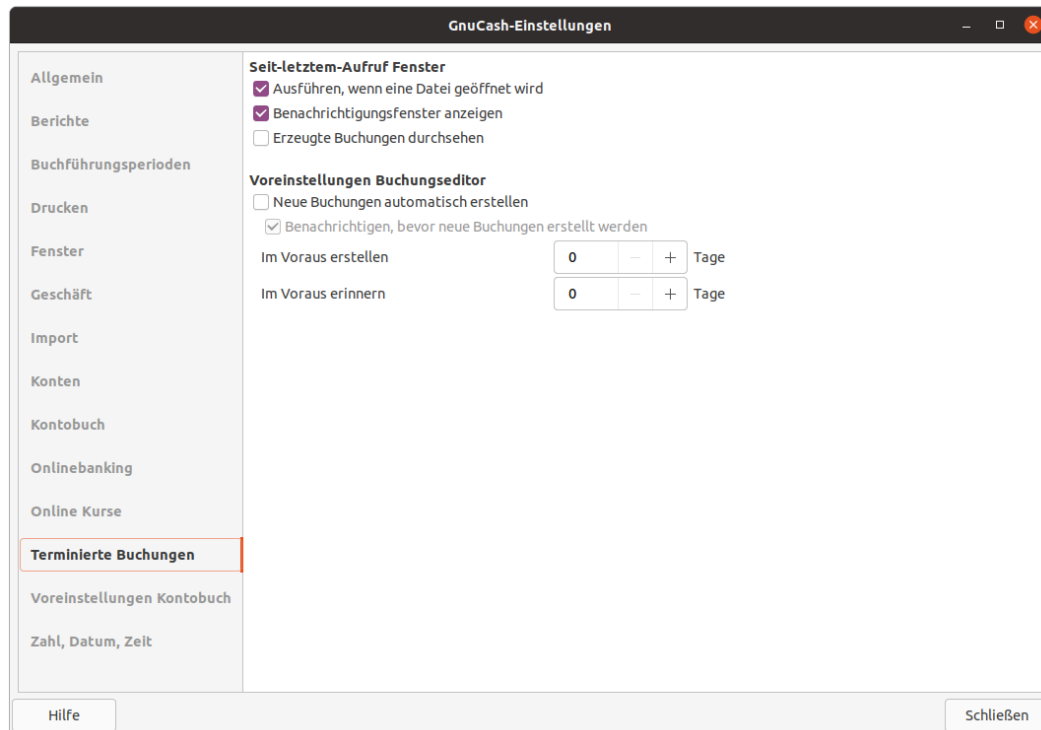 GnuCash-Einstellungen
Allgemein
Berichte
Buchführungsperioden
Drucken
Fenster
Geschäft
Import
Konten
Kontobuch
Onlinebanking
Online Kurse
Terminierte Buchungen
Voreinstellungen Kontobuch
Zahl, Datum, Zeit
Seit-letztem-Aufruf Fenster
Ausführen, wenn eine Datei geöffnet wird
Benachrichtigungsfenster anzeigen
Erzeugte Buchungen durchsehen
Voreinstellungen Buchungseditor
Neue Buchungen automatisch erstellen
Benachrichtigen, bevor neue Buchungen erstellt werden
Im Voraus erstellen 0 − + Tage
Im Voraus erinnern 0 − + Tage
Hilfe
Schließen